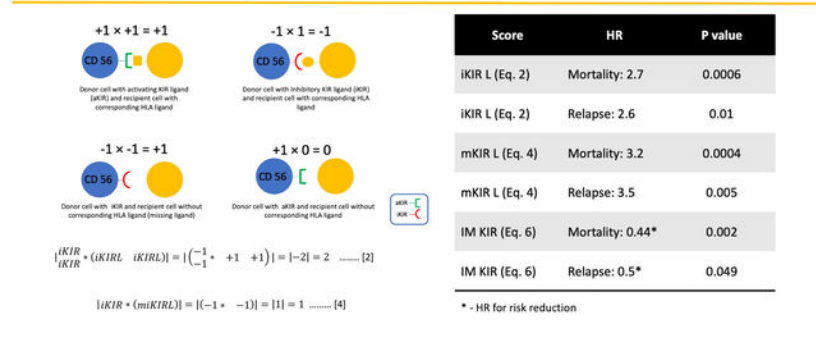 +1 × +1 = +1
CD 56
Donor cell with activating KIR ligand
(aKIR) and recipient cell with
corresponding HLA ligand
-1 × 1 = -1
CD 56
Donor cell with Inhibitory KIR ligand (iKIR)
and recipient cell with corresponding HLA
ligand
-1 × -1 = +1
CD 56
Donor cell with iKIR and recipient cell without
corresponding HLA ligand (missing ligand)
+1 × 0 = 0
CD 56
Donor cell with aKIR and recipient cell without
corresponding HLA ligand
aKIR
iKIR
|iKIR iKIR * (iKIRL iKIRL)| = |(−1 −1 * +1 +1)| = |−2| = 2 ........ [2]
|iKIR * (miKIRL)| = |(−1 * −1)| = |1| = 1 ......... [4]
Score HR P value
iKIR L (Eq. 2) Mortality: 2.7 0.0006
iKIR L (Eq. 2) Relapse: 2.6 0.01
mKIR L (Eq. 4) Mortality: 3.2 0.0004
mKIR L (Eq. 4) Relapse: 3.5 0.005
IM KIR (Eq. 6) Mortality: 0.44* 0.002
IM KIR (Eq. 6) Relapse: 0.5* 0.049
* - HR for risk reduction